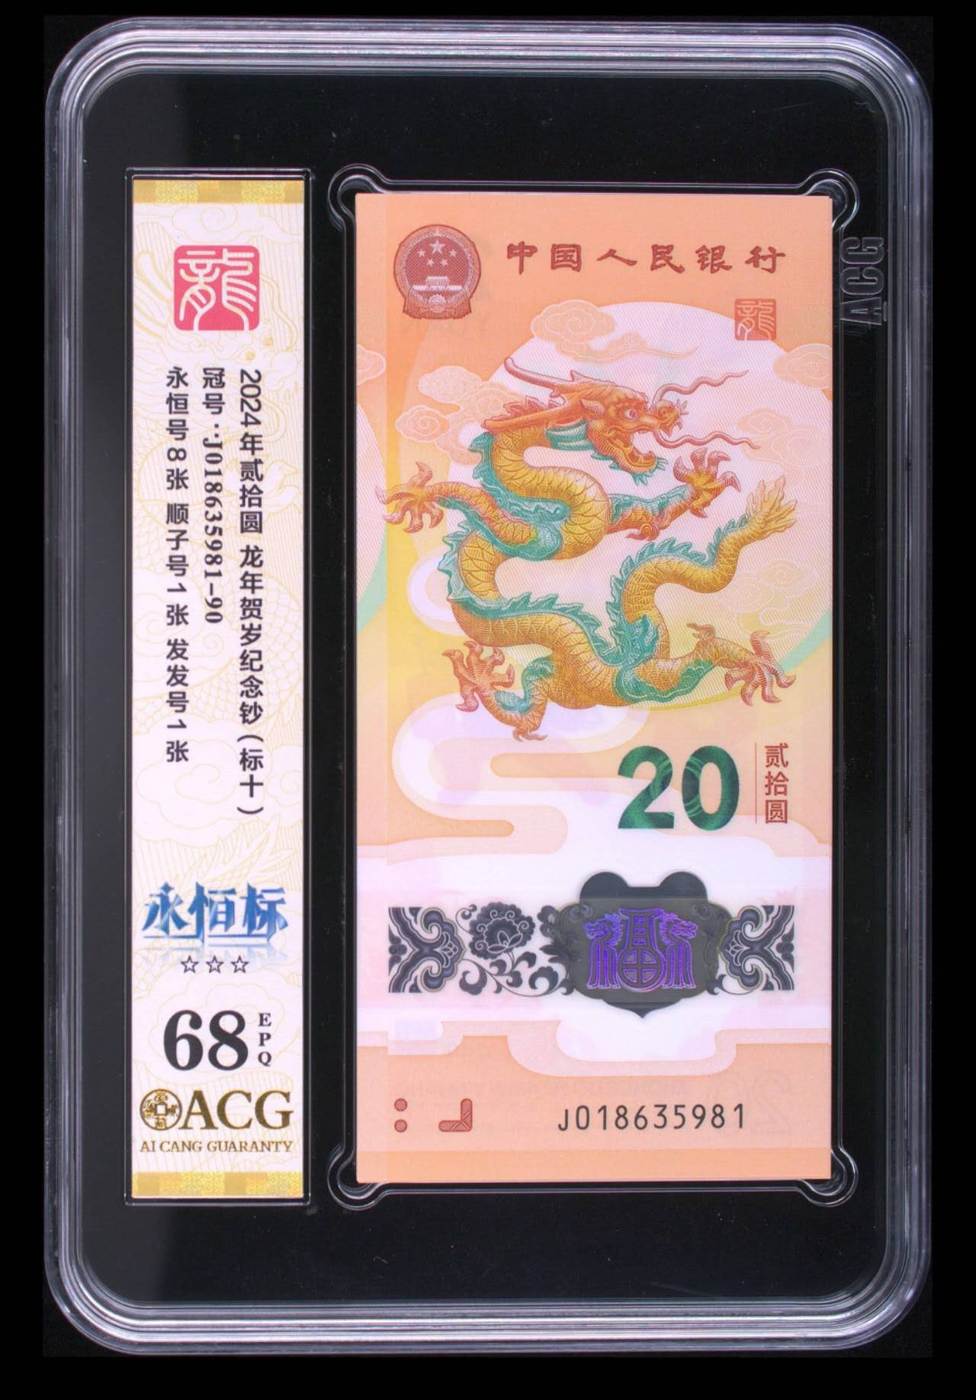 龍
2024年贰拾圆 龙年贺岁纪念钞（标十）
冠号：J018635981-90
永恒号8张 顺子号1张 发发号1张
永恒标
☆☆☆
68 EPQ
ACG
AI CANG GUARANTY
中国人民银行
龍
20 贰拾圆
J018635981
ACG